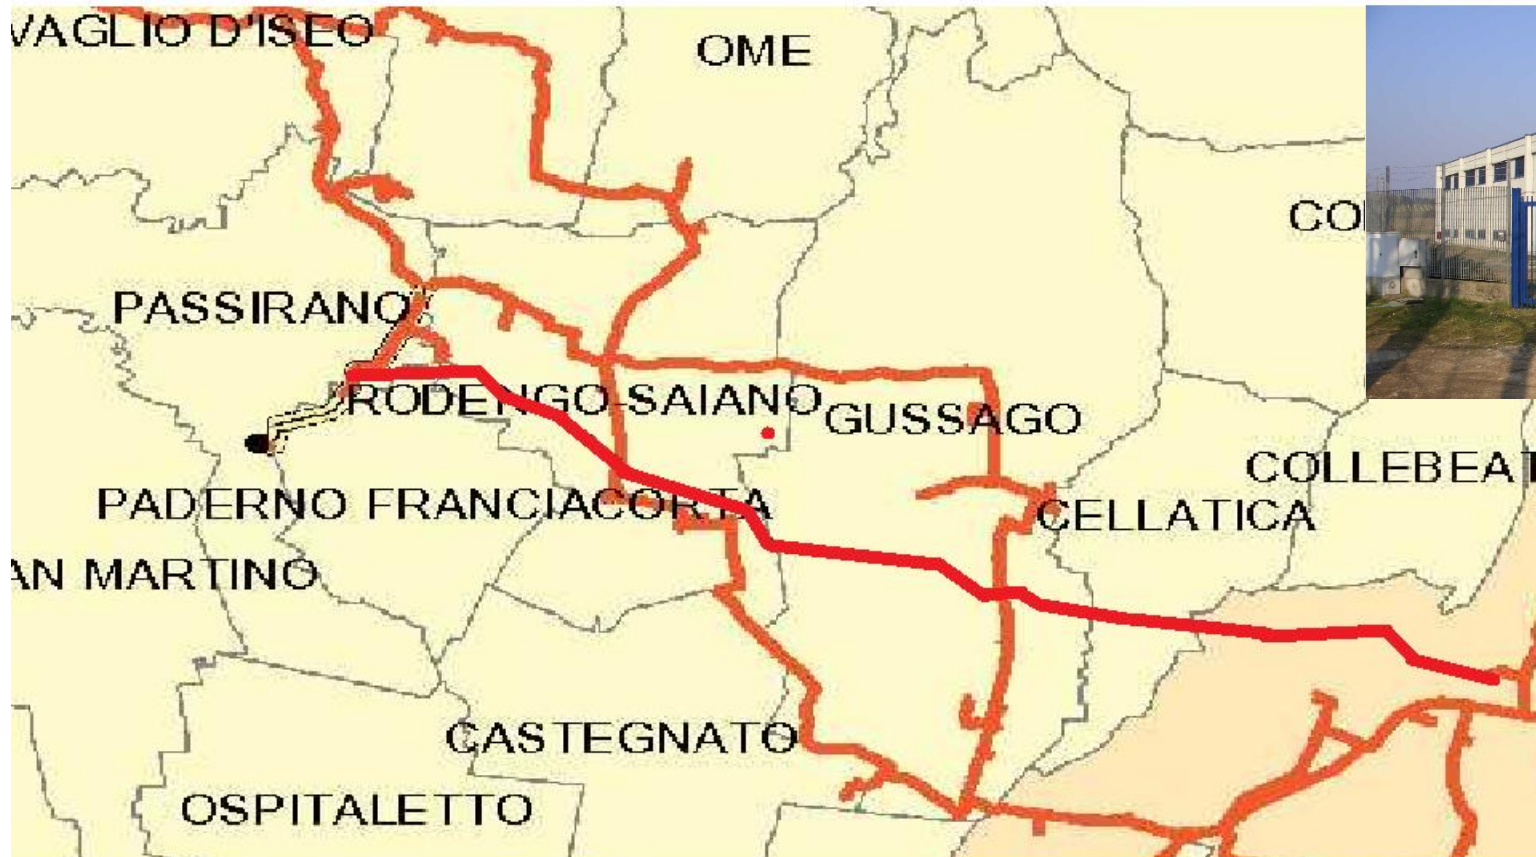 VAGLIO D'ISEO
OME
CO
PASSIRANO
RODENGO-SAIANO
GUSSAGO
COLLEBEAT
PADERNO FRANCIACORTA
CELLATICA
AN MARTINO
CASTEGNATO
OSPITALETTO